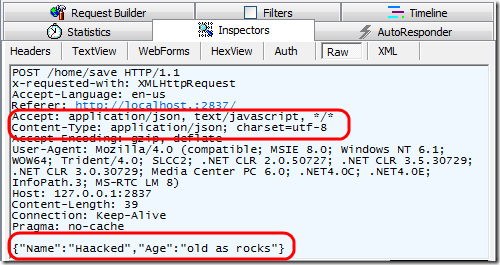 Request Builder Filters Timeline
Statistics Inspectors AutoResponder
Headers TextView WebForms HexView Auth Raw XML
POST /home/save HTTP/1.1
x-requested-with: XMLHttpRequest
Accept-Language: en-us
Referer: http://localhost.:2837/
Accept: application/json, text/javascript, */*
Content-Type: application/json; charset=utf-8
Accept-Encoding: gzip, deflate
User-Agent: Mozilla/4.0 (compatible; MSIE 8.0; Windows NT 6.1;
WOW64; Trident/4.0; SLCC2; .NET CLR 2.0.50727; .NET CLR 3.5.30729;
.NET CLR 3.0.30729; Media Center PC 6.0; .NET4.0C; .NET4.0E;
InfoPath.3; MS-RTC LM 8)
Host: 127.0.0.1:2837
Content-Length: 39
Connection: Keep-Alive
Pragma: no-cache
{"Name":"Haacked","Age":"old as rocks"}